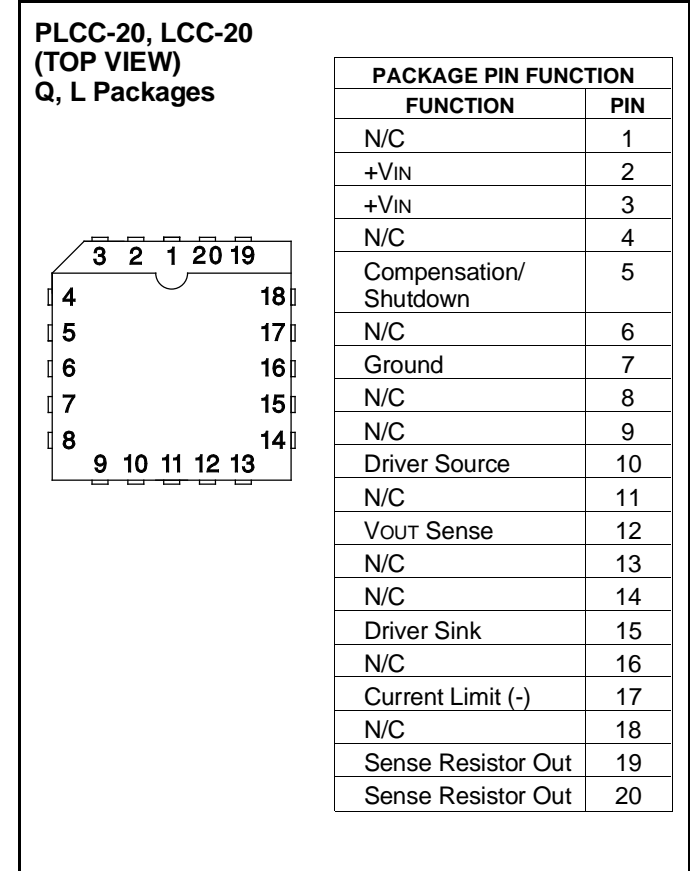 PLCC-20, LCC-20
(TOP VIEW)
Q, L Packages
3 2 1 20 19
4 18
5 17
6 16
7 15
8 14
9 10 11 12 13
PACKAGE PIN FUNCTION
FUNCTION PIN
N/C 1
+VIN 2
+VIN 3
N/C 4
Compensation/ 5
Shutdown
N/C 6
Ground 7
N/C 8
N/C 9
Driver Source 10
N/C 11
VOUT Sense 12
N/C 13
N/C 14
Driver Sink 15
N/C 16
Current Limit (-) 17
N/C 18
Sense Resistor Out 19
Sense Resistor Out 20